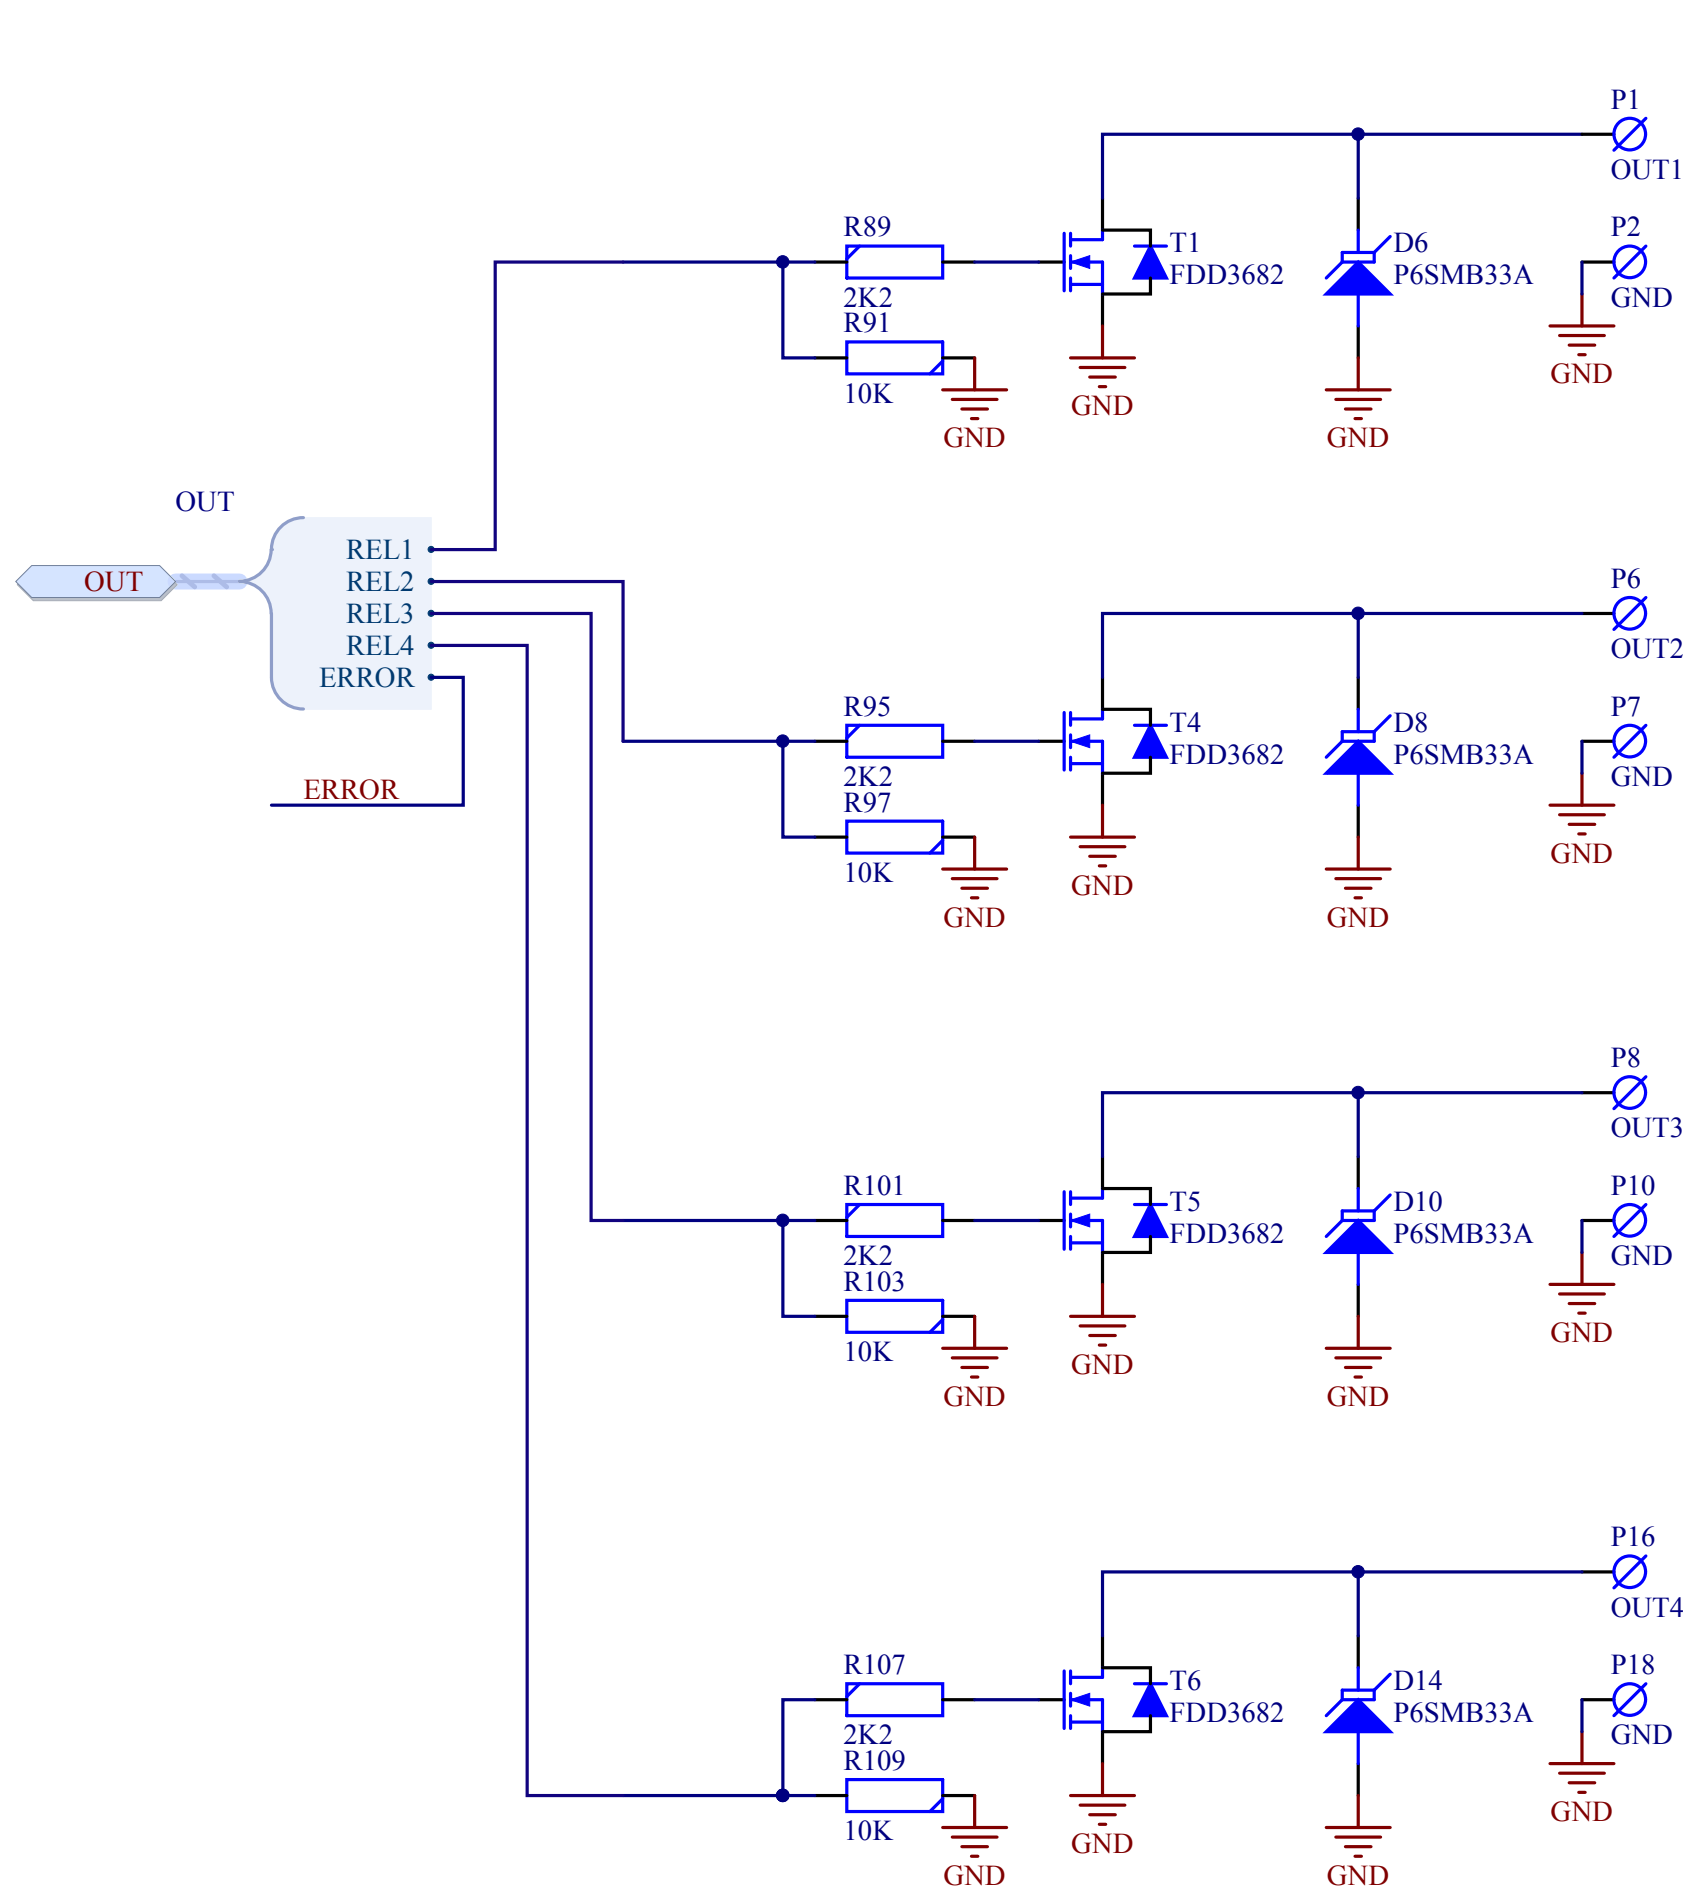 P1
OUT1
R89
2K2
R91
10K
GND
T1
FDD3682
GND
D6
P6SMB33A
GND
P2
GND
GND
OUT
OUT
REL1
REL2
REL3
REL4
ERROR
ERROR
P6
OUT2
R95
2K2
R97
10K
GND
T4
FDD3682
GND
D8
P6SMB33A
GND
P7
GND
GND
P8
OUT3
R101
2K2
R103
10K
GND
T5
FDD3682
GND
D10
P6SMB33A
GND
P10
GND
GND
P16
OUT4
R107
2K2
R109
10K
GND
T6
FDD3682
GND
D14
P6SMB33A
GND
P18
GND
GND